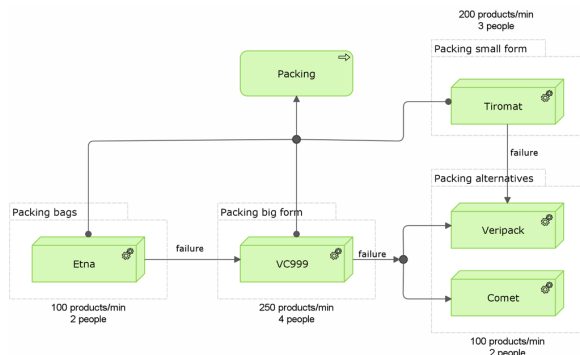 200 products/min
3 people
Packing small form
Packing
Tiromat
failure
Packing alternatives
Packing bags
Packing big form
Veripack
failure
failure
Etna
VC999
Comet
100 products/min
2 people
250 products/min
4 people
100 products/min
2 people